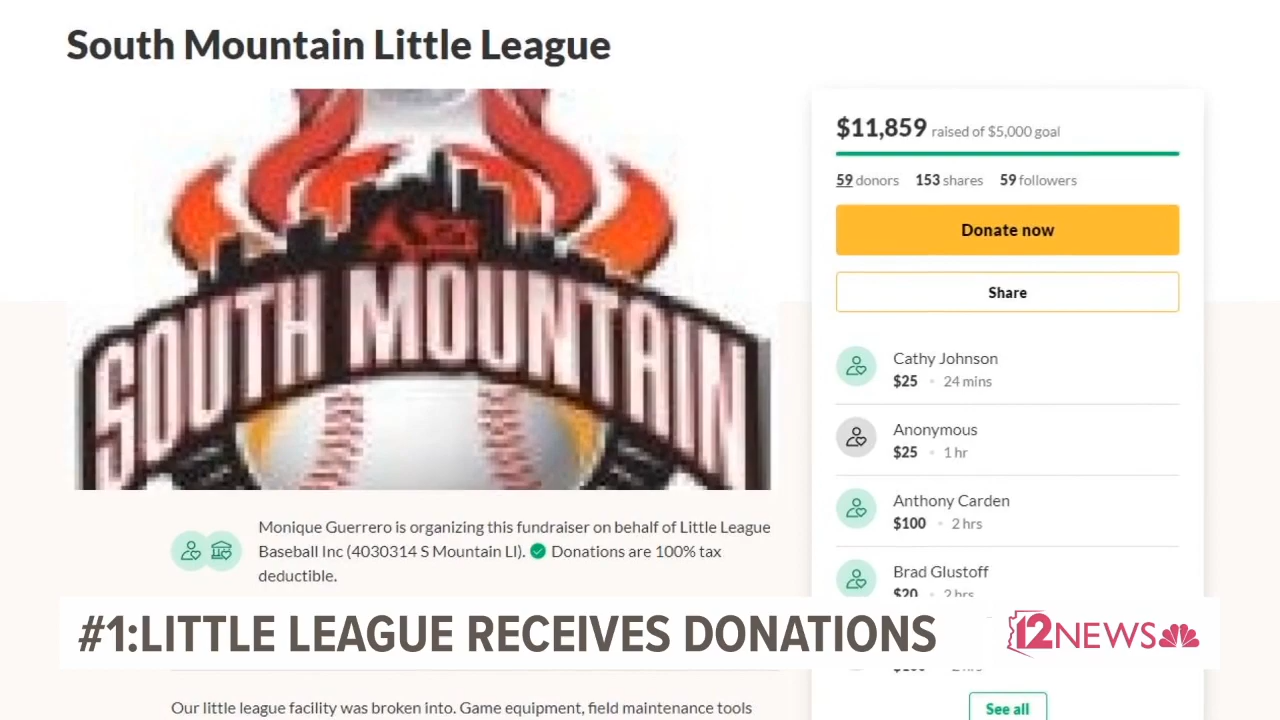 South Mountain Little League
SOUTH MOUNTAIN
$11,859 raised of $5,000 goal
59 donors 153 shares 59 followers
Donate now
Share
Cathy Johnson
$25 • 24 mins
Anonymous
$25 • 1 hr
Anthony Carden
$100 • 2 hrs
Brad Glustoff
$20 • 2 hrs
See all
Monique Guerrero is organizing this fundraiser on behalf of Little League
Baseball Inc (4030314 S Mountain Ll). Donations are 100% tax
deductible.
#1:LITTLE LEAGUE RECEIVES DONATIONS
12NEWS
Our little league facility was broken into. Game equipment, field maintenance tools